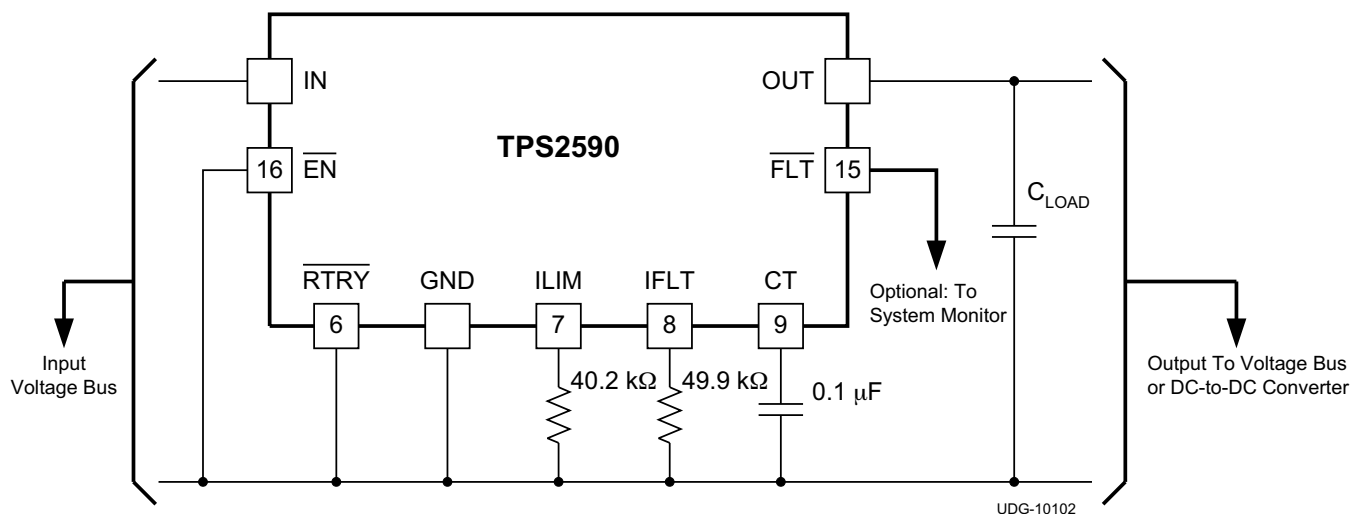 IN
OUT
TPS2590
16
EN
FLT
15
C_LOAD
RTRY
GND
ILIM
IFLT
CT
6
7
8
9
Optional: To
System Monitor
Input
Voltage Bus
40.2 kΩ
49.9 kΩ
0.1 μF
Output To Voltage Bus
or DC-to-DC Converter
UDG-10102